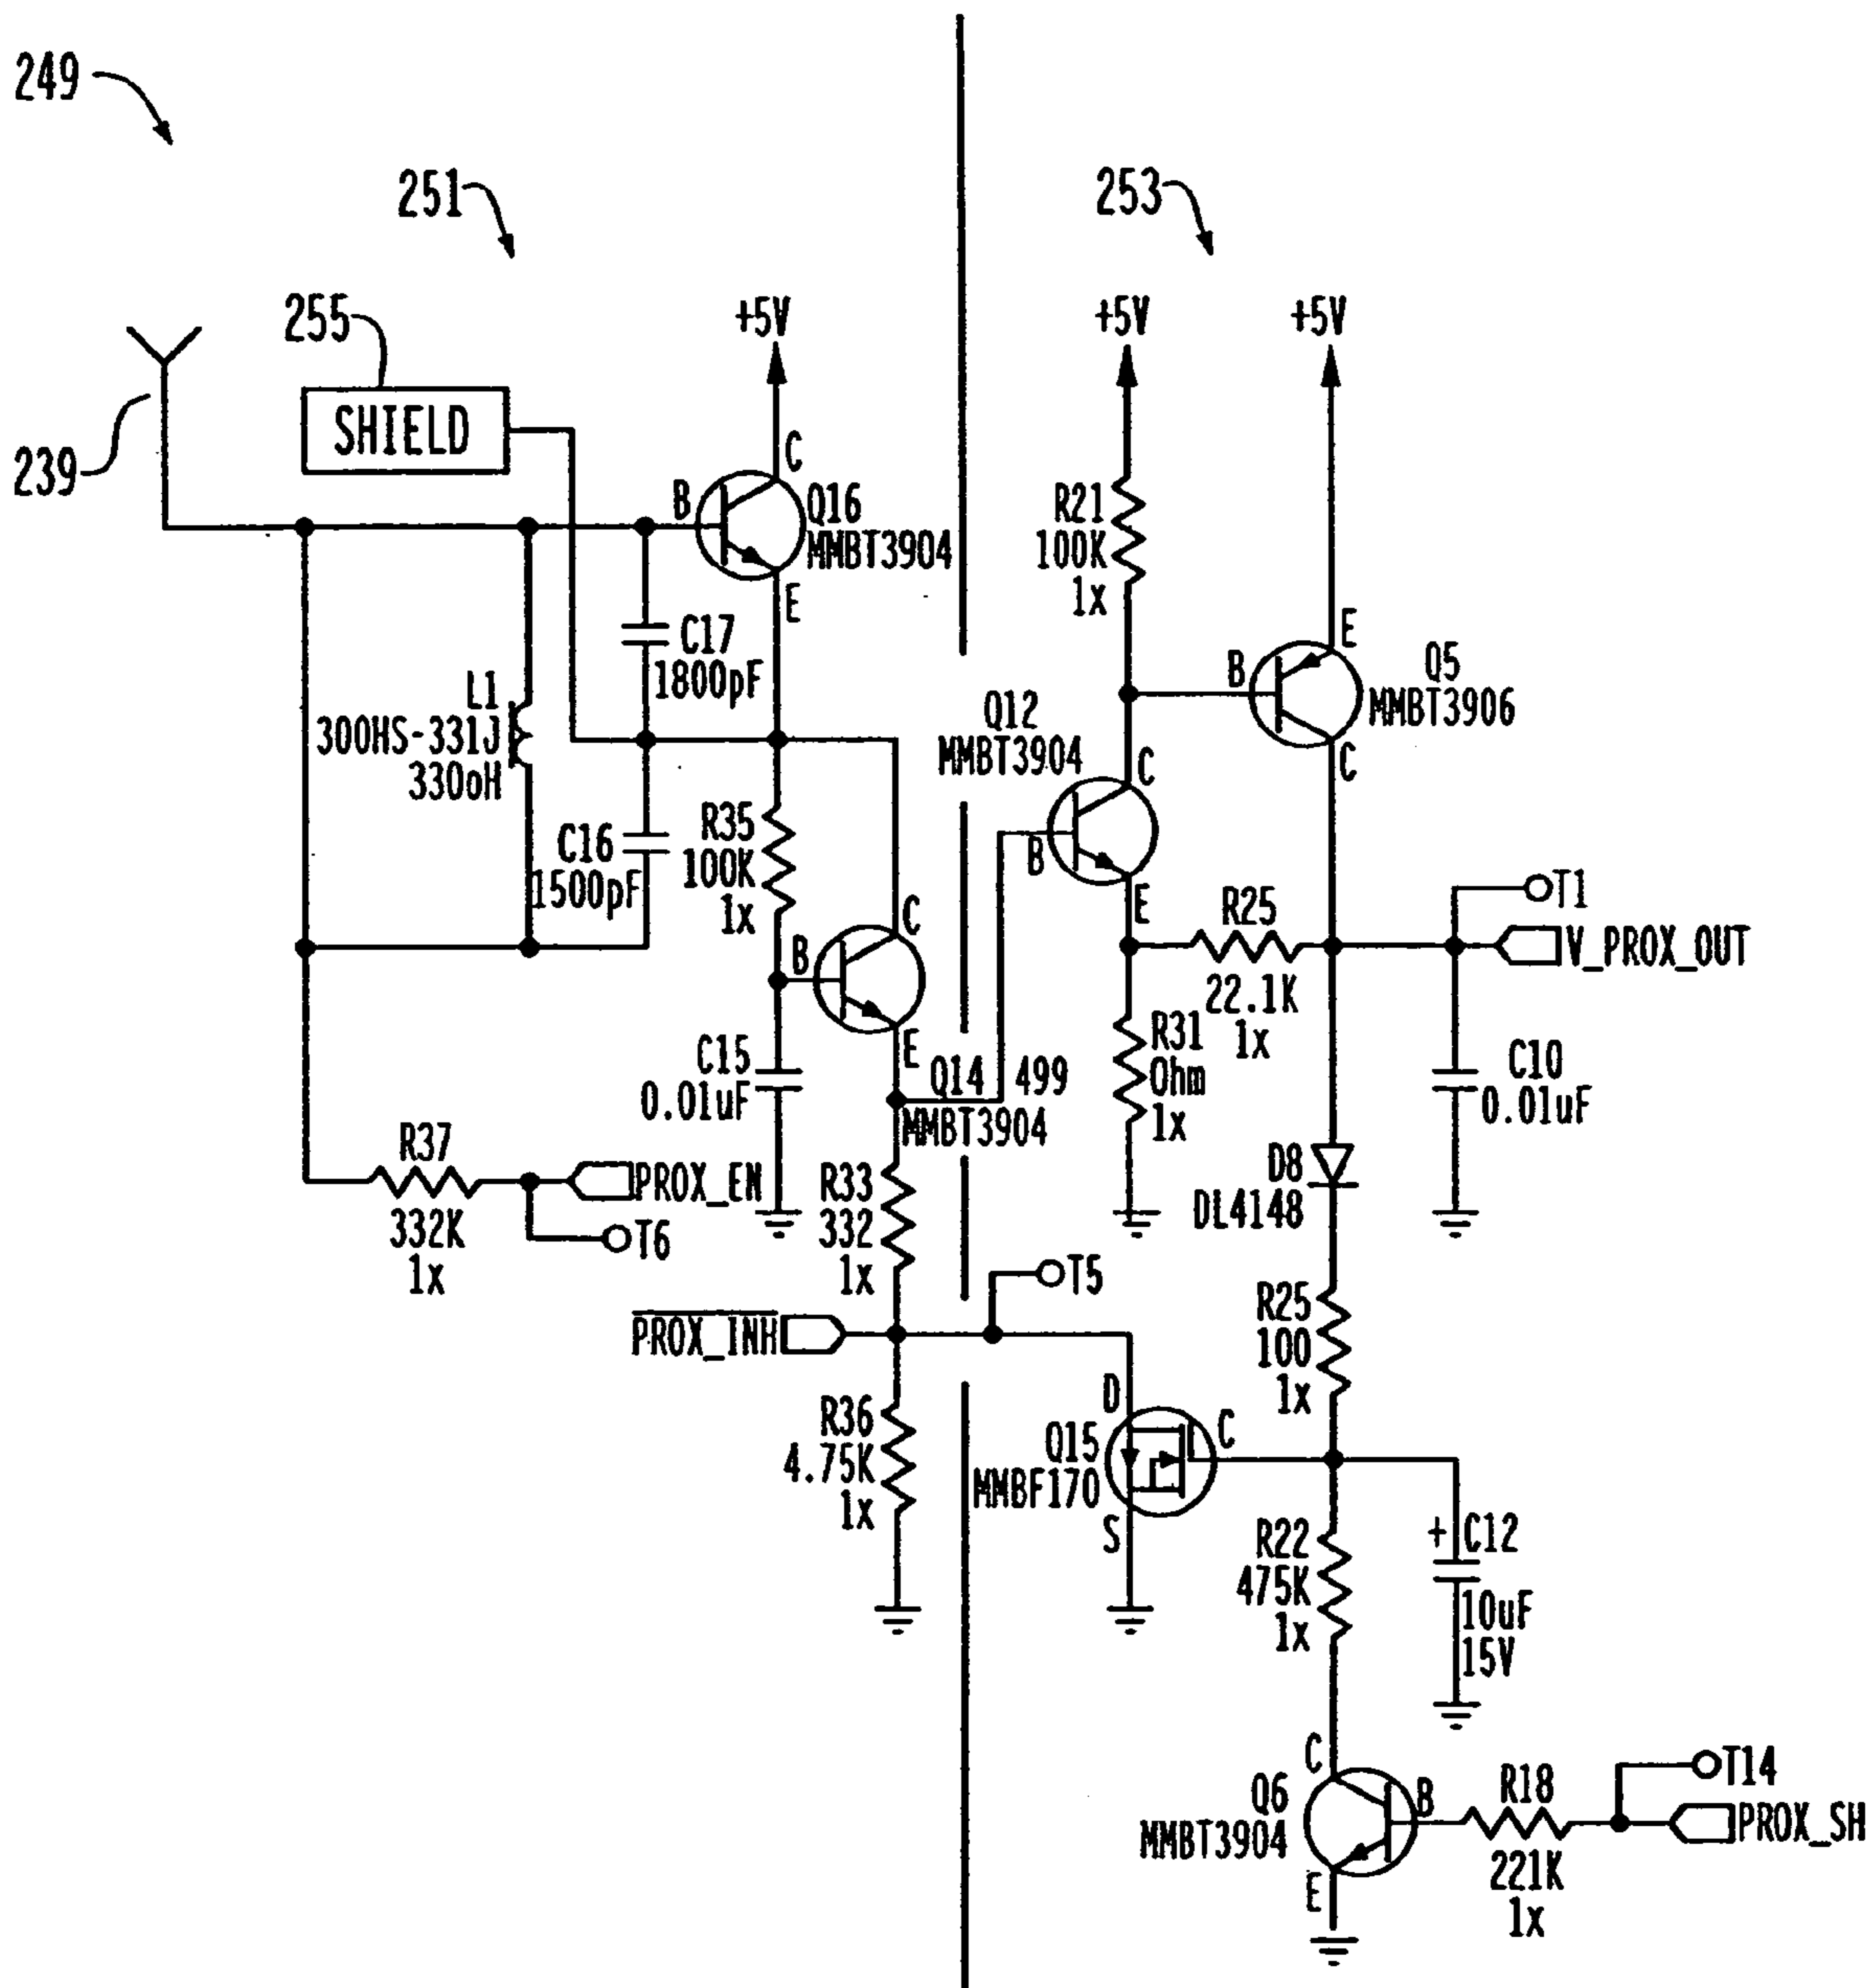 249
251
253
255
239
SHIELD
+5V
+5V
+5V
C
B
Q16
MMBT3904
E
R21
100K
1x
E
B
Q5
MMBT3906
C
C17
1800pF
L1
300HS-331J
330oH
Q12
MMBT3904
C
B
E
C16
1500pF
R35
100K
1x
C
B
E
R25
22.1K
1x
T1
V_PROX_OUT
C15
0.01uF
Q14 499
MMBT3904
R31
Ohm
1x
C10
0.01uF
R37
332K
1x
PROX_EN
T6
R33
332
1x
D8
DL4148
T5
PROX_INH
R25
100
1x
R36
4.75K
1x
D
Q15
MMBF170
C
S
R22
475K
1x
+
C12
10uF
15V
C
Q6
MMBT3904
B
E
R18
221K
1x
T14
PROX_SH